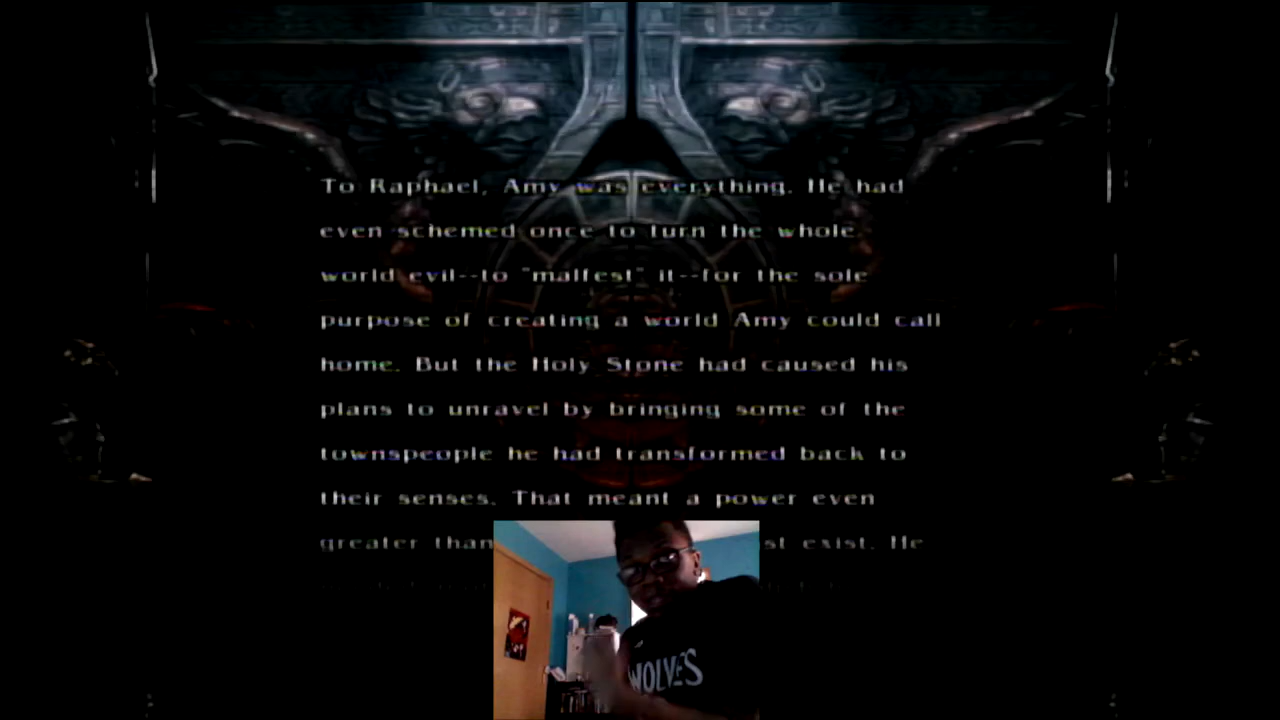 To Raphael, Amy was everything. He had
even schemed once to turn the whole
world evil--to "malfest" it--for the sole
purpose of creating a world Amy could call
home. But the Holy Stone had caused his
plans to unravel by bringing some of the
townspeople he had transformed back to
their senses. That meant a power even
greater than st exist. He
WOLVES